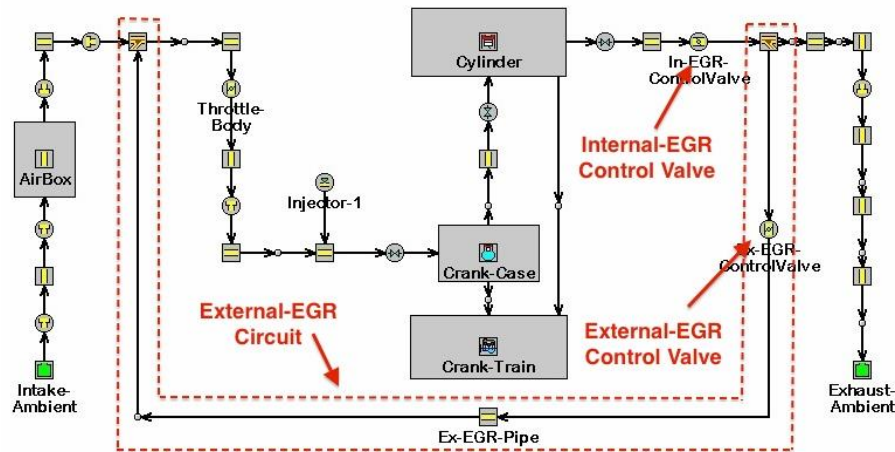 Cylinder
In-EGR-
ControlValve
Throttle-
Body
Internal-EGR
Control Valve
AirBox
Injector-1
Ex-EGR-
ControlValve
Crank-Case
External-EGR
Circuit
External-EGR
Control Valve
Crank-Train
Intake-
Ambient
Exhaust-
Ambient
Ex-EGR-Pipe